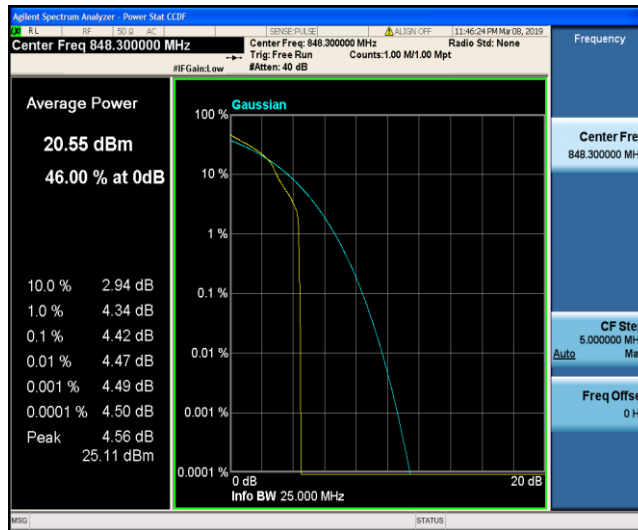 Agilent Spectrum Analyzer - Power Stat CCDF
RL RF 50 Ω AC SENSE:PULSE ALIGN OFF 11:46:24 PM Mar 08, 2019
Center Freq 848.300000 MHz
Center Freq: 848.300000 MHz Radio Std: None
Trig: Free Run Counts:1.00 M/1.00 Mpt
#IFGain:Low #Atten: 40 dB
Frequency
Average Power
20.55 dBm
46.00 % at 0dB
10.0 % 2.94 dB
1.0 % 4.34 dB
0.1 % 4.42 dB
0.01 % 4.47 dB
0.001 % 4.49 dB
0.0001 % 4.50 dB
Peak 4.56 dB
25.11 dBm
Gaussian
100 %
10 %
1 %
0.1 %
0.01 %
0.001 %
0.0001 %
0 dB 20 dB
Info BW 25.000 MHz
Center Fre
848.300000 MH
CF Ste
5.000000 MH
Auto Ma
Freq Offse
0 H
MSG STATUS